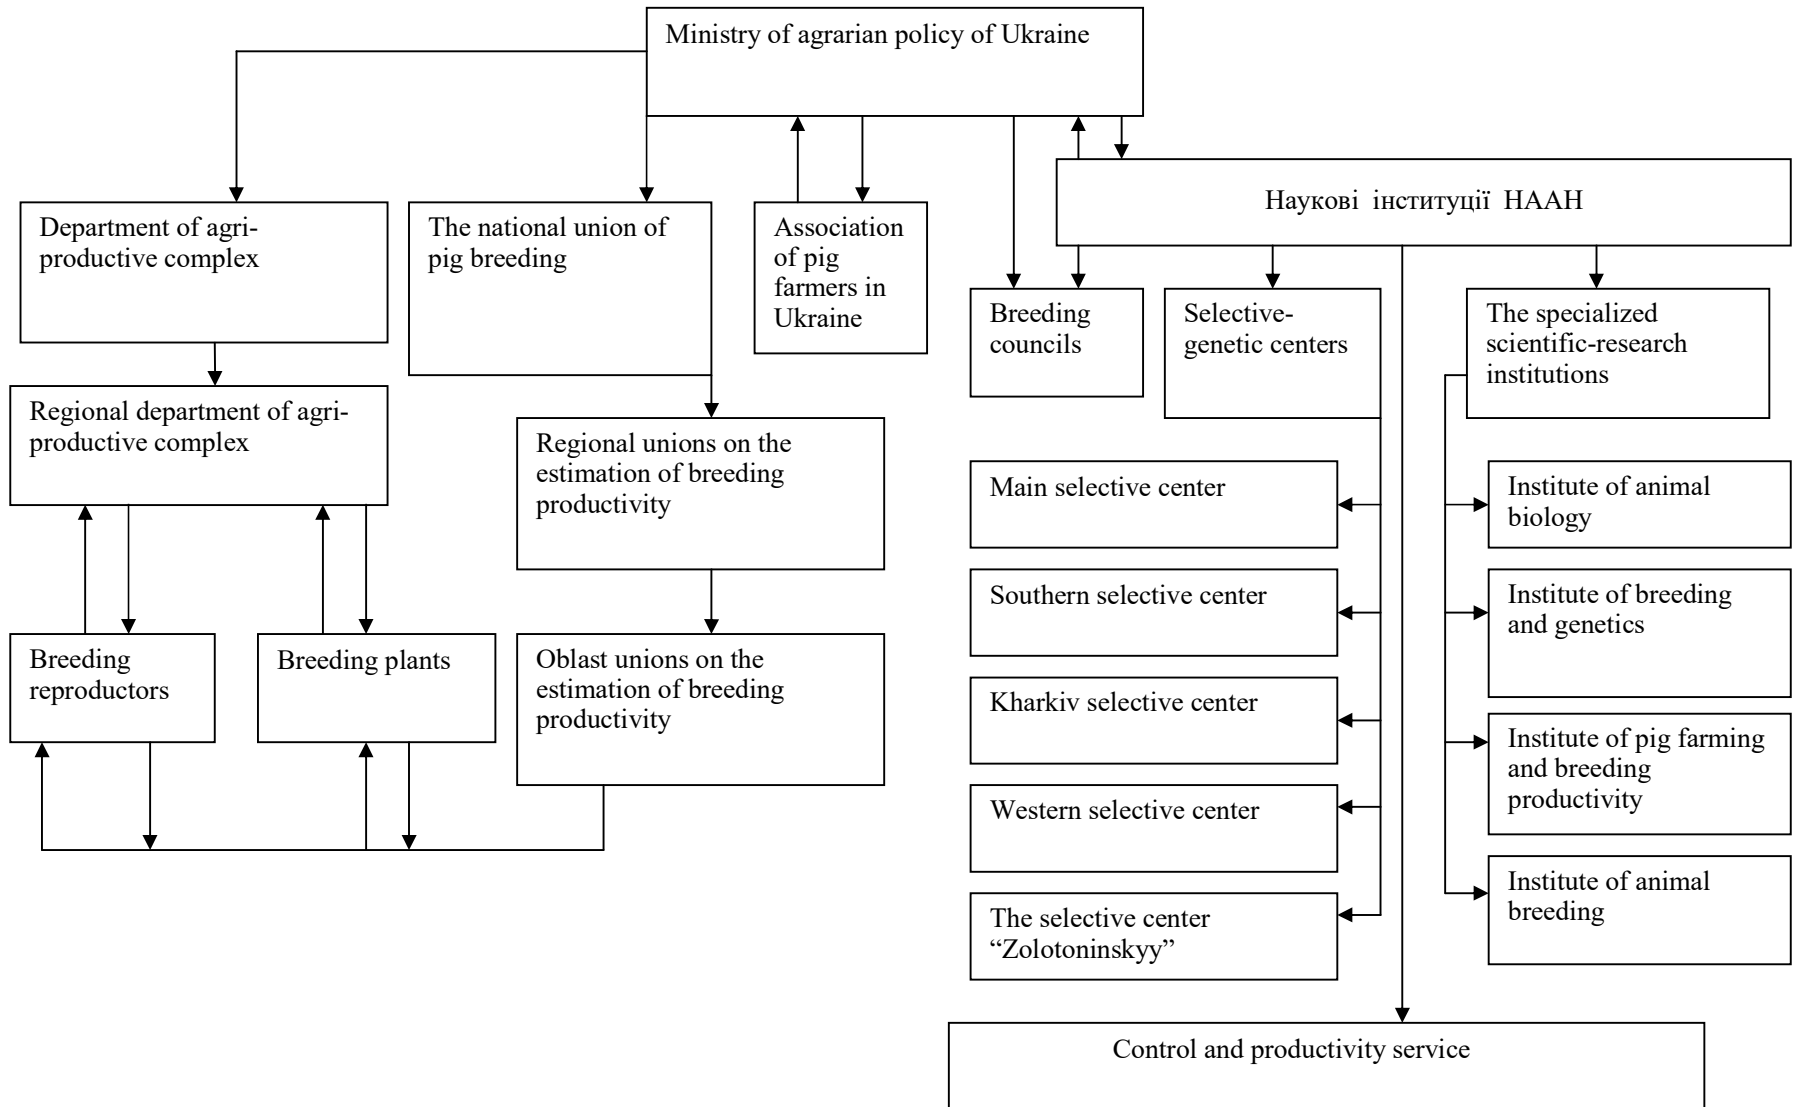 Ministry of agrarian policy of Ukraine
Наукові інституції НААН
Department of agri-
productive complex
The national union of
pig breeding
Association
of pig
farmers in
Ukraine
Breeding
councils
Selective-
genetic centers
The specialized
scientific-research
institutions
Regional department of agri-
productive complex
Regional unions on the
estimation of breeding
productivity
Main selective center
Institute of animal
biology
Southern selective center
Institute of breeding
and genetics
Breeding
reproductors
Breeding plants
Oblast unions on the
estimation of breeding
productivity
Kharkiv selective center
Institute of pig farming
and breeding
productivity
Western selective center
Institute of animal
breeding
The selective center
“Zolotoninskyy”
Control and productivity service